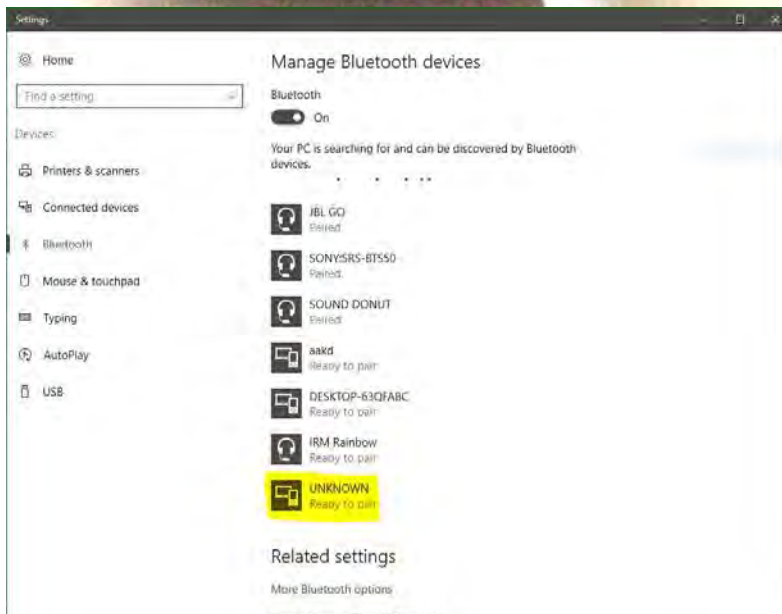 Settings
Home
Find a setting
Devices
Printers & scanners
Connected devices
Bluetooth
Mouse & touchpad
Typing
AutoPlay
USB
Manage Bluetooth devices
Bluetooth
On
Your PC is searching for and can be discovered by Bluetooth
devices.
JBL GO
Paired
SONY:SRS-BTS50
Paired
SOUND DONUT
Paired
aakd
Ready to pair
DESKTOP-63QFABC
Ready to pair
IRM Rainbow
Ready to pair
UNKNOWN
Ready to pair
Related settings
More Bluetooth options